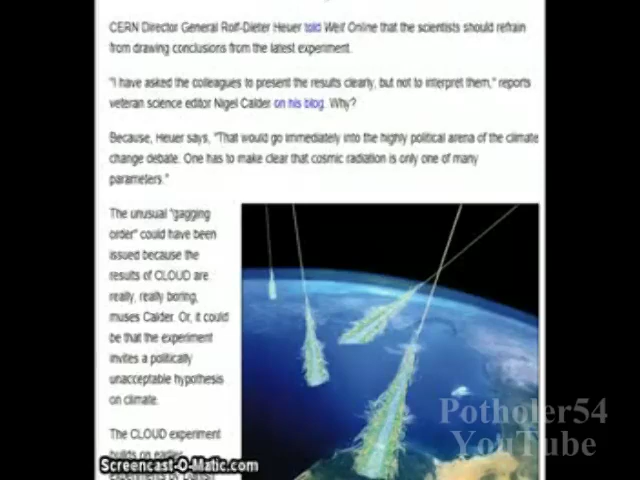 CERN Director General Rolf-Dieter Heuer told Welt Online that the scientists should refrain
from drawing conclusions from the latest experiment.
"I have asked the colleagues to present the results clearly, but not to interpret them," reports
veteran science editor Nigel Calder on his blog. Why?
Because, Heuer says, "That would go immediately into the highly political arena of the climate
change debate. One has to make clear that cosmic radiation is only one of many
parameters."
The unusual "gagging
order" could have been
issued because the
results of CLOUD are
really, really boring,
muses Calder. Or, it could
be that the experiment
invites a politically
unacceptable hypothesis
on climate.
The CLOUD experiment
builds on earlier
Potholer54
YouTube
Screencast-O-Matic.com